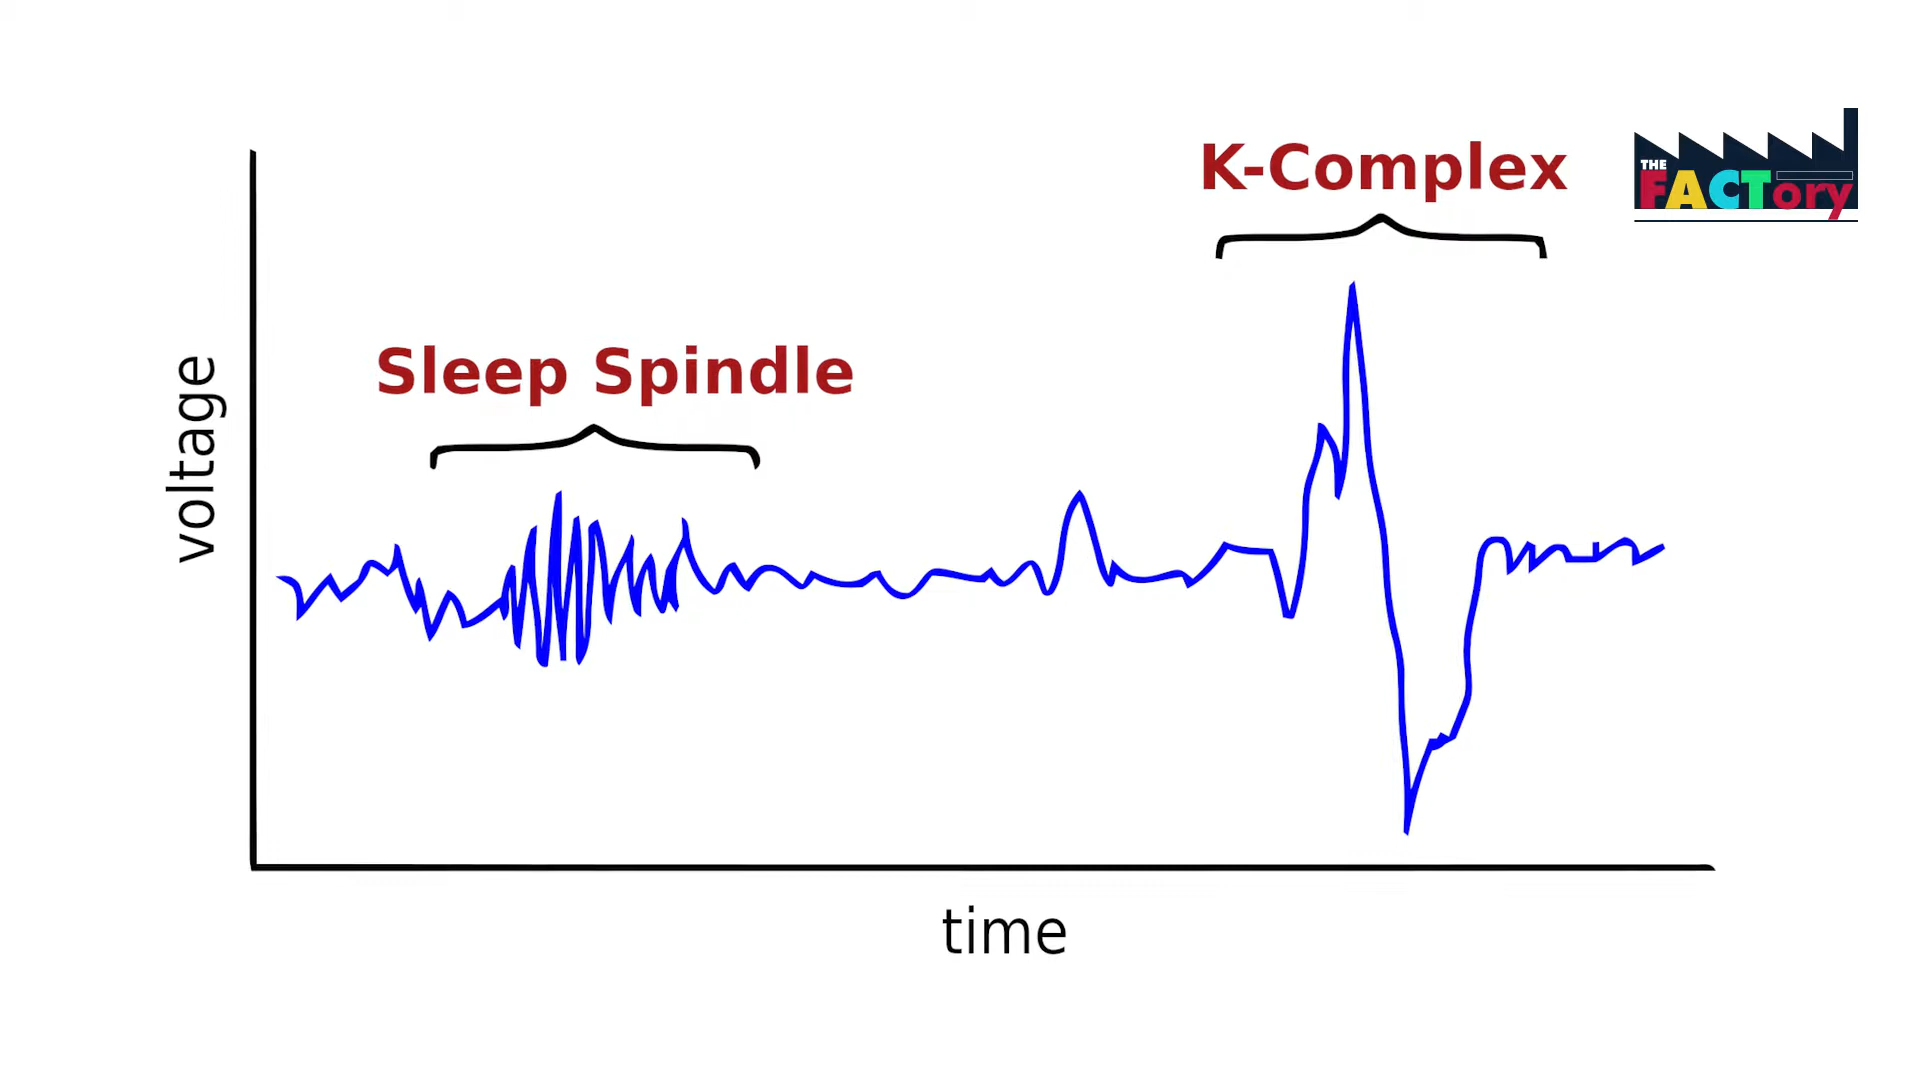 K-Complex
THE
FACTory
Sleep Spindle
voltage
time